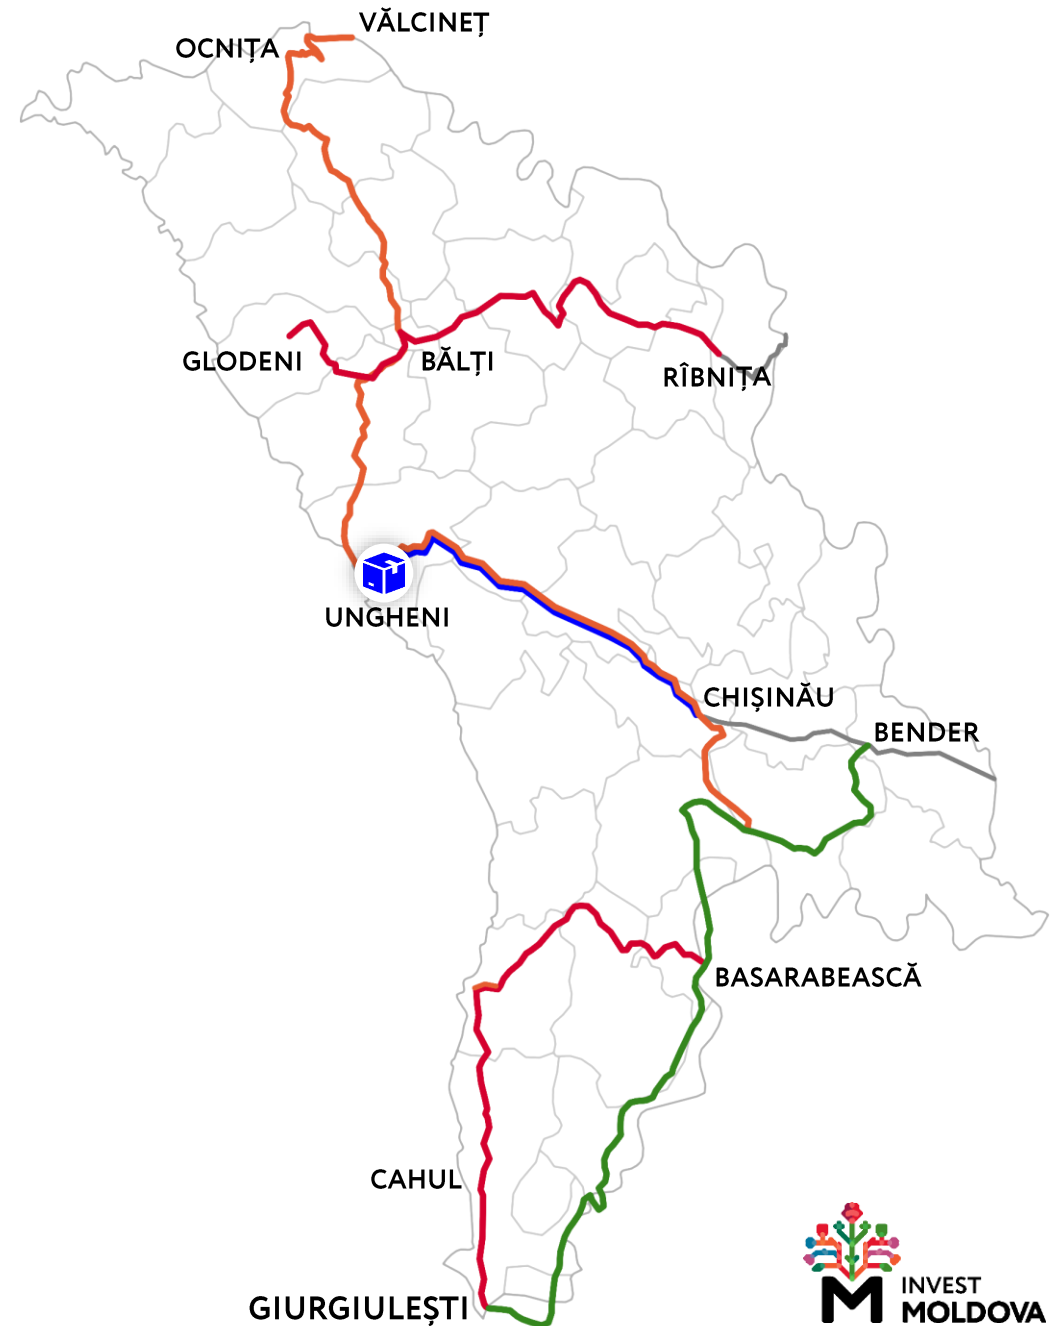 VĂLCINEȚ
OCNIȚA
GLODENI
BĂLȚI
RÎBNIȚA
UNGHENI
CHIȘINĂU
BENDER
BASARABEASCĂ
CAHUL
GIURGIULEȘTI
INVEST
MOLDOVA